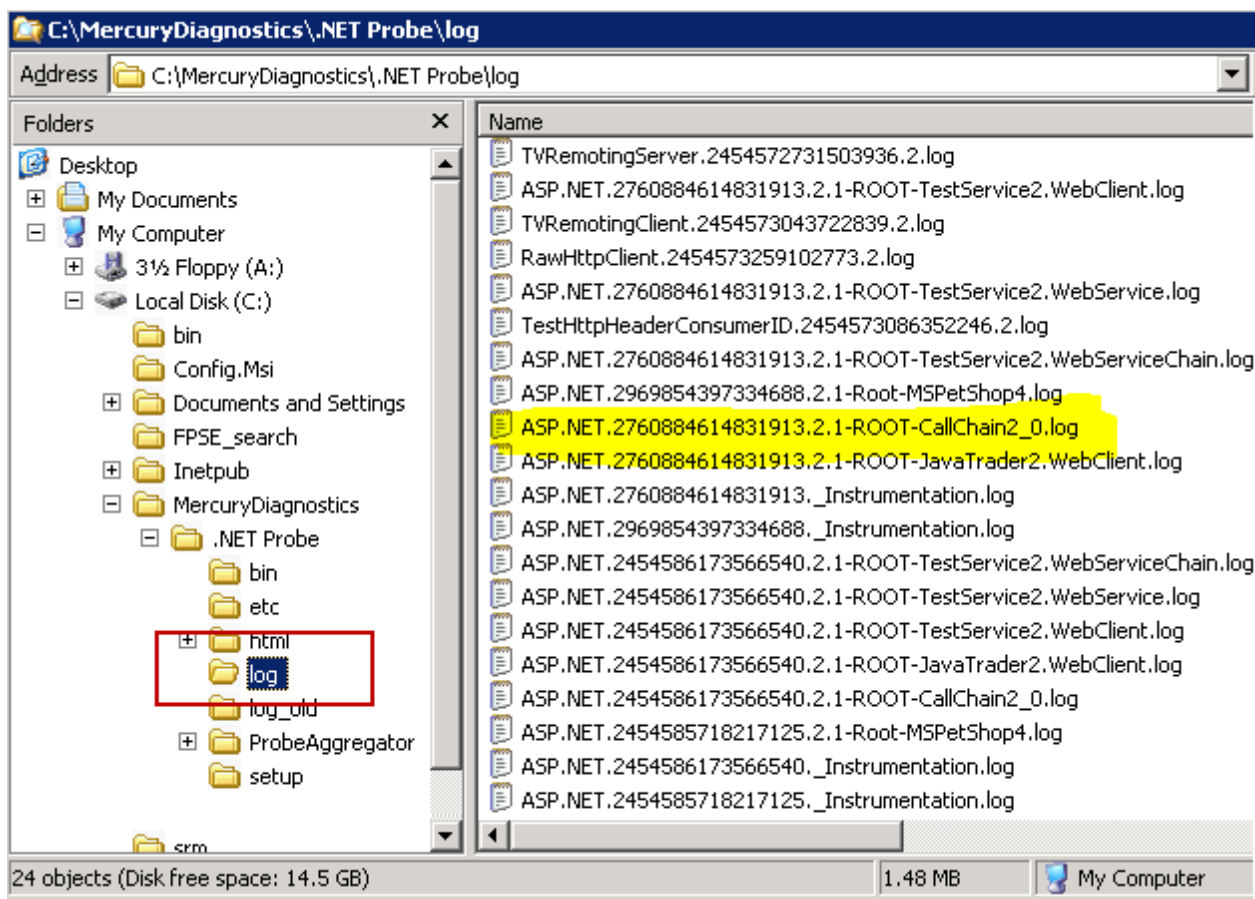 C:\MercuryDiagnostics\.NET Probe\log
Address C:\MercuryDiagnostics\.NET Probe\log
Folders
Desktop
My Documents
My Computer
3½ Floppy (A:)
Local Disk (C:)
bin
Config.Msi
Documents and Settings
FPSE_search
Inetpub
MercuryDiagnostics
.NET Probe
bin
etc
html
log
log_old
ProbeAggregator
setup
srm
Name
TVRemotingServer.2454572731503936.2.log
ASP.NET.2760884614831913.2.1-ROOT-TestService2.WebClient.log
TVRemotingClient.2454573043722839.2.log
RawHttpClient.2454573259102773.2.log
ASP.NET.2760884614831913.2.1-ROOT-TestService2.WebService.log
TestHttpHeaderConsumerID.2454573086352246.2.log
ASP.NET.2760884614831913.2.1-ROOT-TestService2.WebServiceChain.log
ASP.NET.2969854397334688.2.1-Root-MSPetShop4.log
ASP.NET.2760884614831913.2.1-ROOT-CallChain2_0.log
ASP.NET.2760884614831913.2.1-ROOT-JavaTrader2.WebClient.log
ASP.NET.2760884614831913._Instrumentation.log
ASP.NET.2969854397334688._Instrumentation.log
ASP.NET.2454586173566540.2.1-ROOT-TestService2.WebServiceChain.log
ASP.NET.2454586173566540.2.1-ROOT-TestService2.WebService.log
ASP.NET.2454586173566540.2.1-ROOT-TestService2.WebClient.log
ASP.NET.2454586173566540.2.1-ROOT-JavaTrader2.WebClient.log
ASP.NET.2454586173566540.2.1-ROOT-CallChain2_0.log
ASP.NET.2454585718217125.2.1-Root-MSPetShop4.log
ASP.NET.2454586173566540._Instrumentation.log
ASP.NET.2454585718217125._Instrumentation.log
24 objects (Disk free space: 14.5 GB)
1.48 MB
My Computer